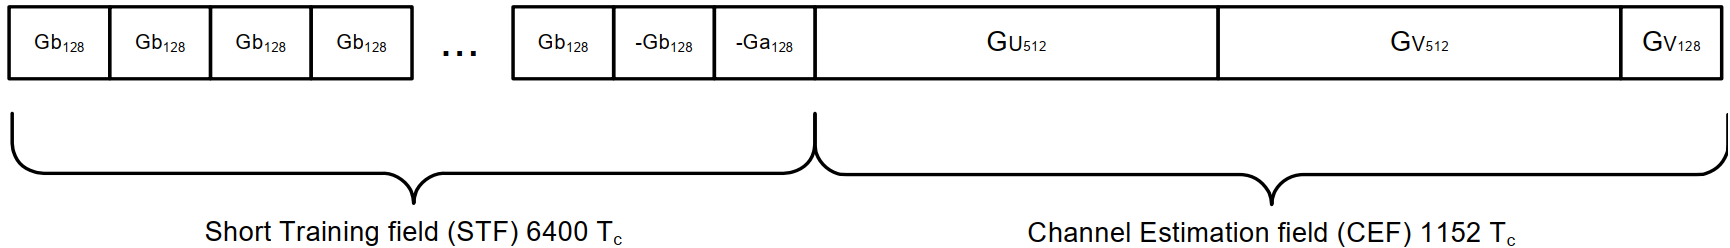 Gb128 Gb128 Gb128 Gb128 ... Gb128 -Gb128 -Ga128 GU512 GV512 GV128
Short Training field (STF) 6400 Tc Channel Estimation field (CEF) 1152 Tc